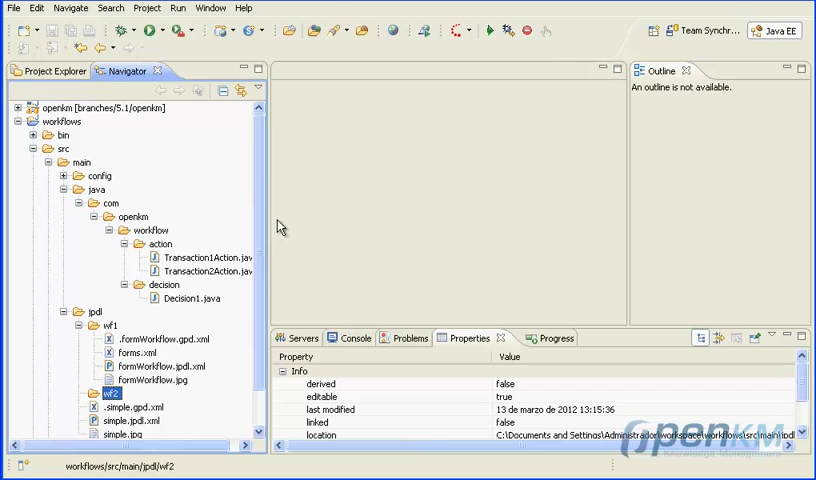 File Edit Navigate Search Project Run Window Help
Team Synchr... Java EE
Project Explorer Navigator
Outline
An outline is not available.
openkm [branches/5.1/openkm]
workflows
bin
src
main
config
java
com
openkm
workflow
action
Transaction1Action.jav
Transaction2Action.jav
decision
Decision1.java
jpdl
wf1
.formWorkflow.gpd.xml
forms.xml
formWorkflow.jpdl.xml
formWorkflow.jpg
wf2
.simple.gpd.xml
simple.jpdl.xml
simple.jpg
Servers Console Problems Properties Progress
Property Value
Info
derived false
editable true
last modified 13 de marzo de 2012 13:15:36
linked false
location C:\Documents and Settings\Administrador\workspace\workflows\src\main\jpdl
openKM
Knowledge Management
workflows/src/main/jpdl/wf2